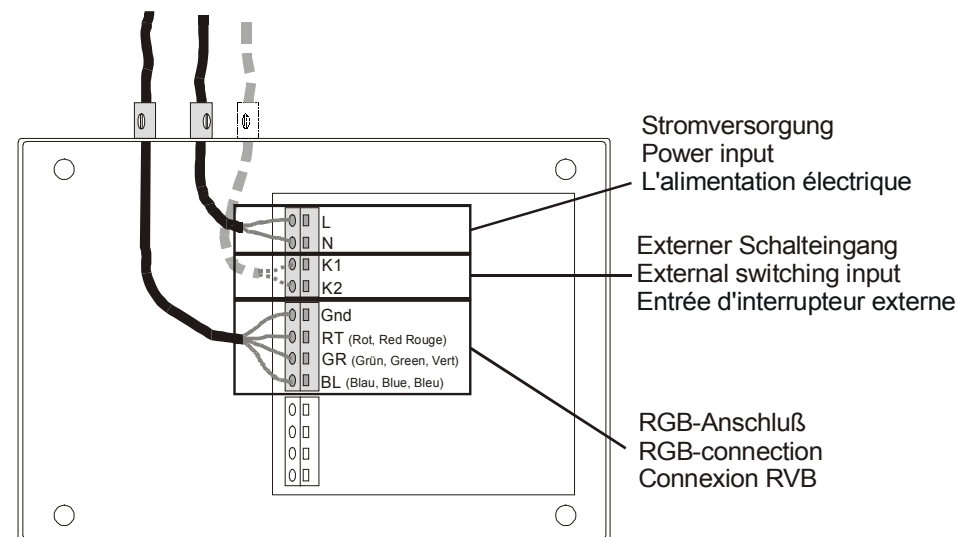 Stromversorgung
Power input
L'alimentation électrique
L
N
K1
K2
Externer Schalteingang
External switching input
Entrée d'interrupteur externe
Gnd
RT (Rot, Red Rouge)
GR (Grün, Green, Vert)
BL (Blau, Blue, Bleu)
RGB-Anschluß
RGB-connection
Connexion RVB